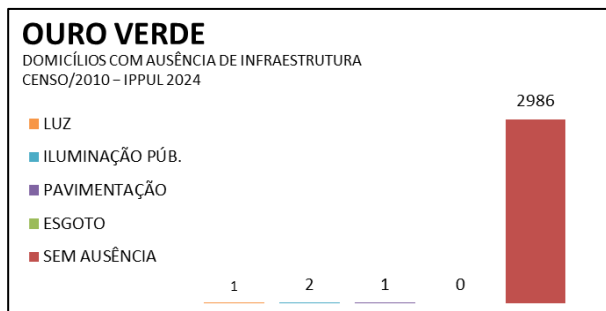 OURO VERDE
DOMICÍLIOS COM AUSÊNCIA DE INFRAESTRUTURA
CENSO/2010 – IPPUL 2024
2986
LUZ
ILUMINAÇÃO PÚB.
PAVIMENTAÇÃO
ESGOTO
SEM AUSÊNCIA
1 2 1 0